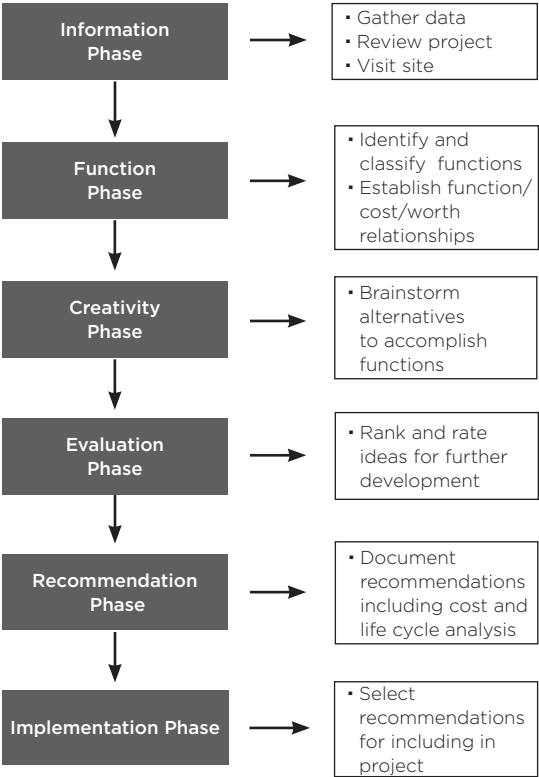 Information
Phase
▪ Gather data
▪ Review project
▪ Visit site
Function
Phase
▪ Identify and
classify functions
▪ Establish function/
cost/worth
relationships
Creativity
Phase
▪ Brainstorm
alternatives
to accomplish
functions
Evaluation
Phase
▪ Rank and rate
ideas for further
development
Recommendation
Phase
▪ Document
recommendations
including cost and
life cycle analysis
Implementation Phase
▪ Select
recommendations
for including in
project